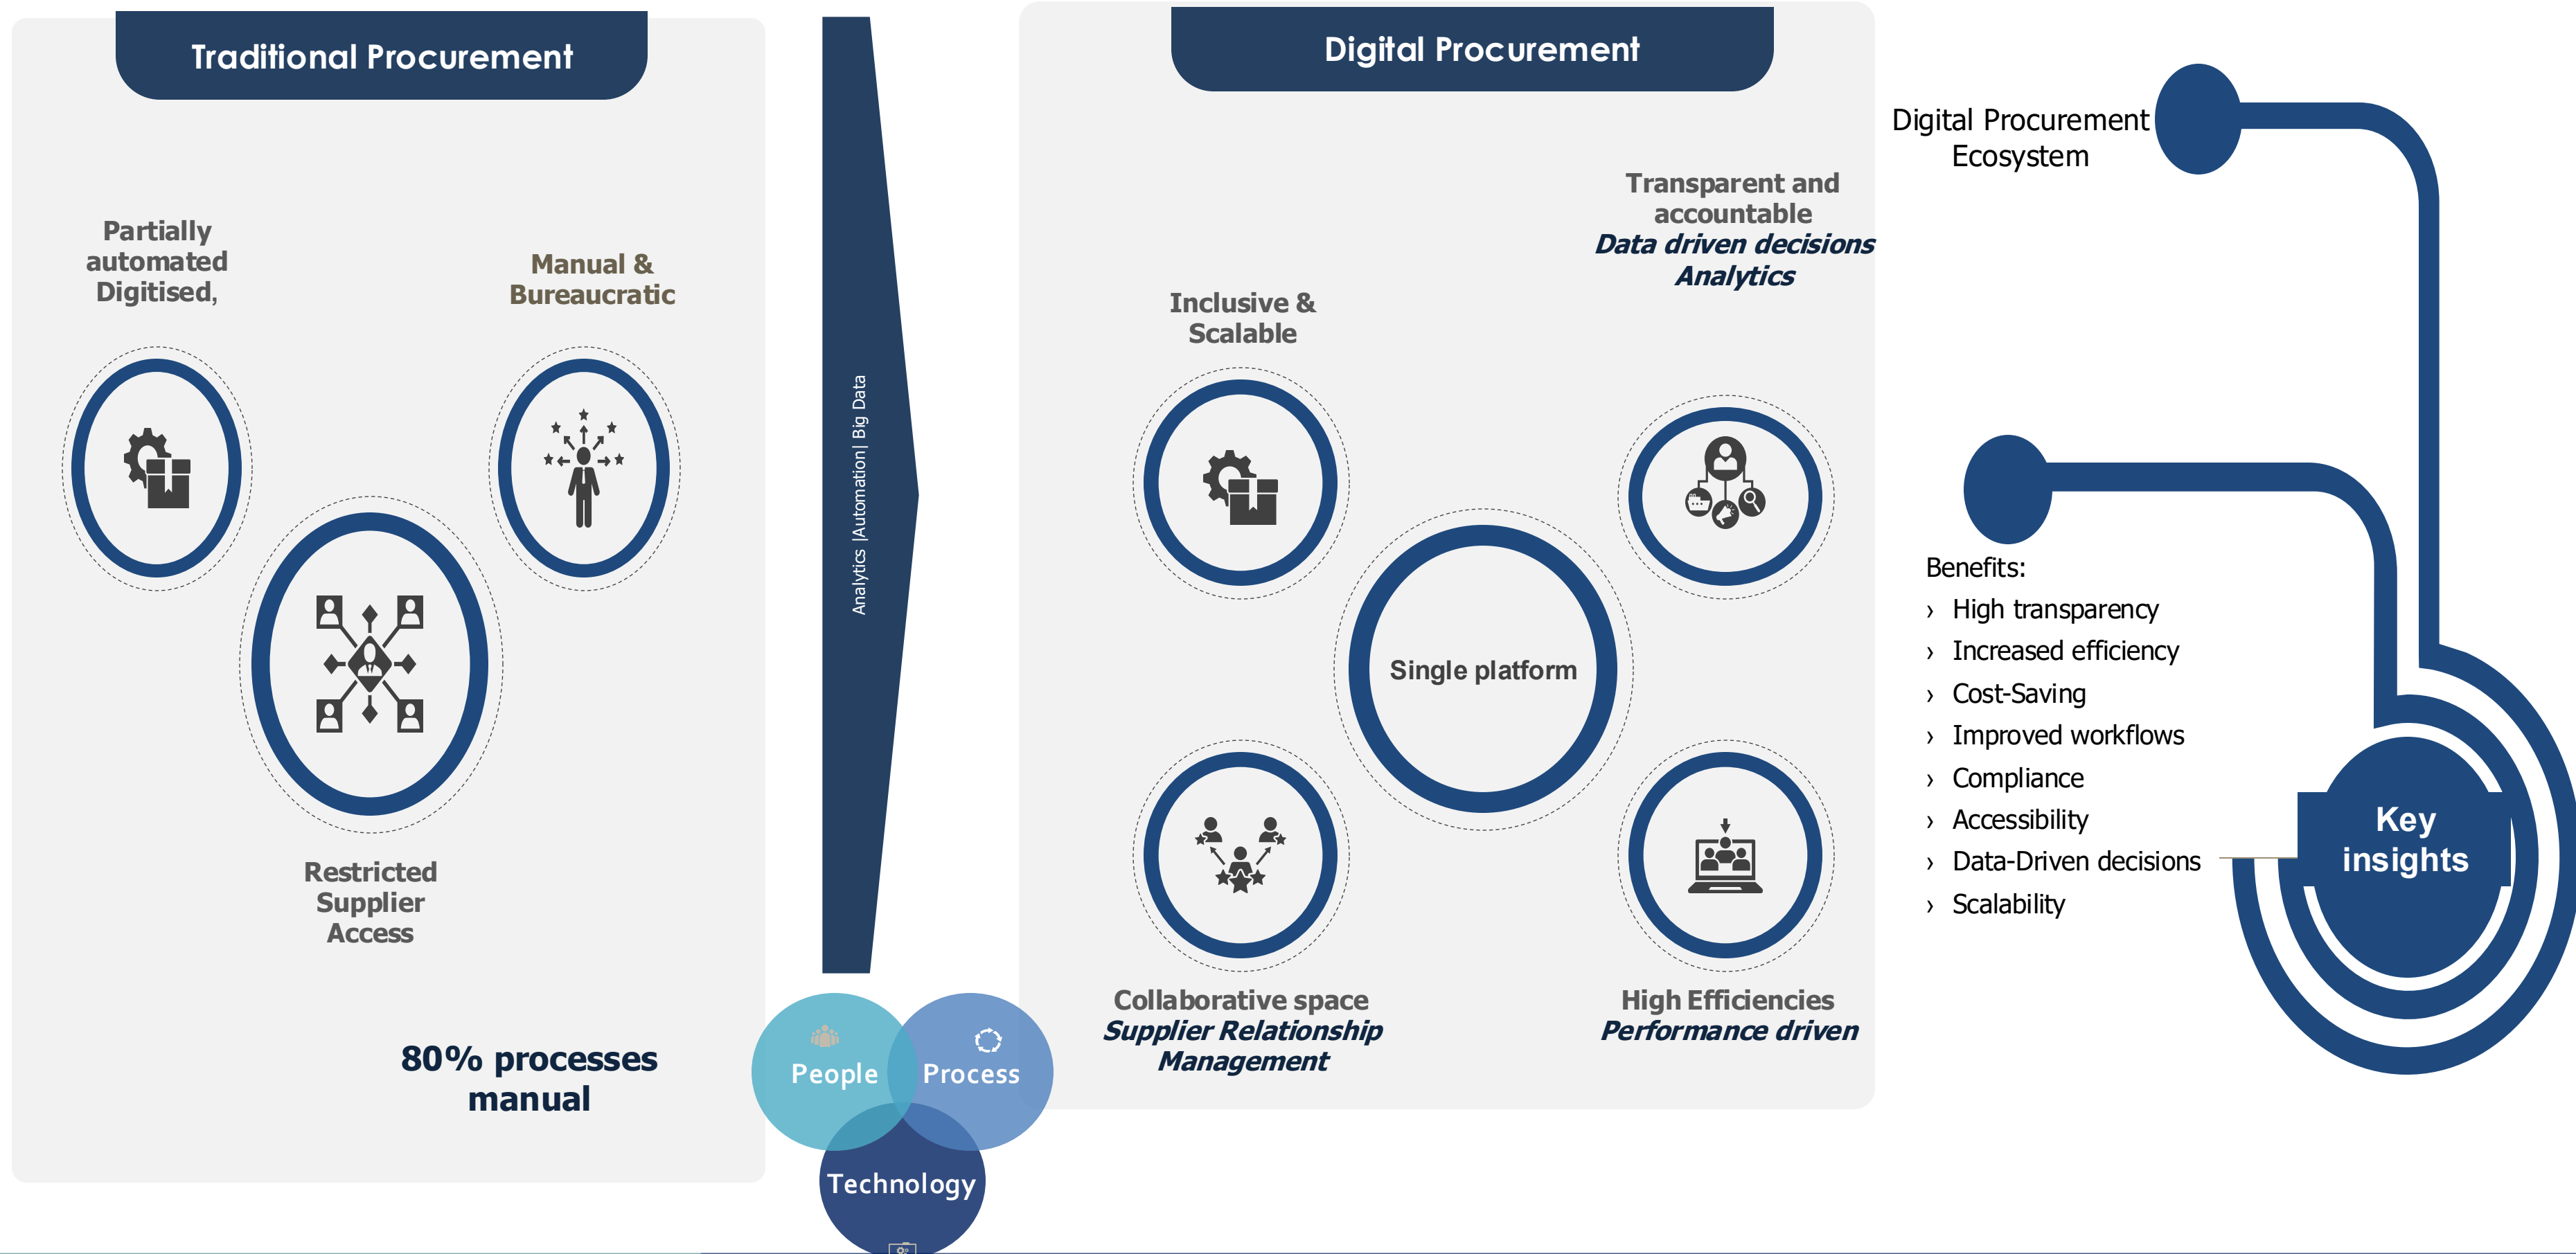 Traditional Procurement
Partially
automated
Digitised,
Manual &
Bureaucratic
Restricted
Supplier
Access
80% processes
manual
Analytics |Automation| Big Data
People
Process
Technology
Digital Procurement
Inclusive &
Scalable
Transparent and
accountable
Data driven decisions
Analytics
Single platform
Collaborative space
Supplier Relationship
Management
High Efficiencies
Performance driven
Digital Procurement
Ecosystem
Benefits:
› High transparency
› Increased efficiency
› Cost-Saving
› Improved workflows
› Compliance
› Accessibility
› Data-Driven decisions
› Scalability
Key
insights